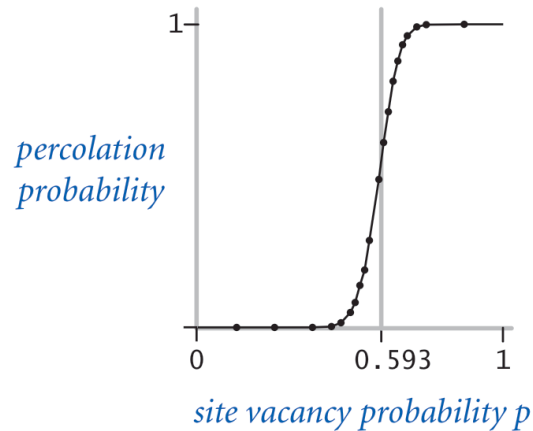 1
percolation
probability
0 0.593 1
site vacancy probability p